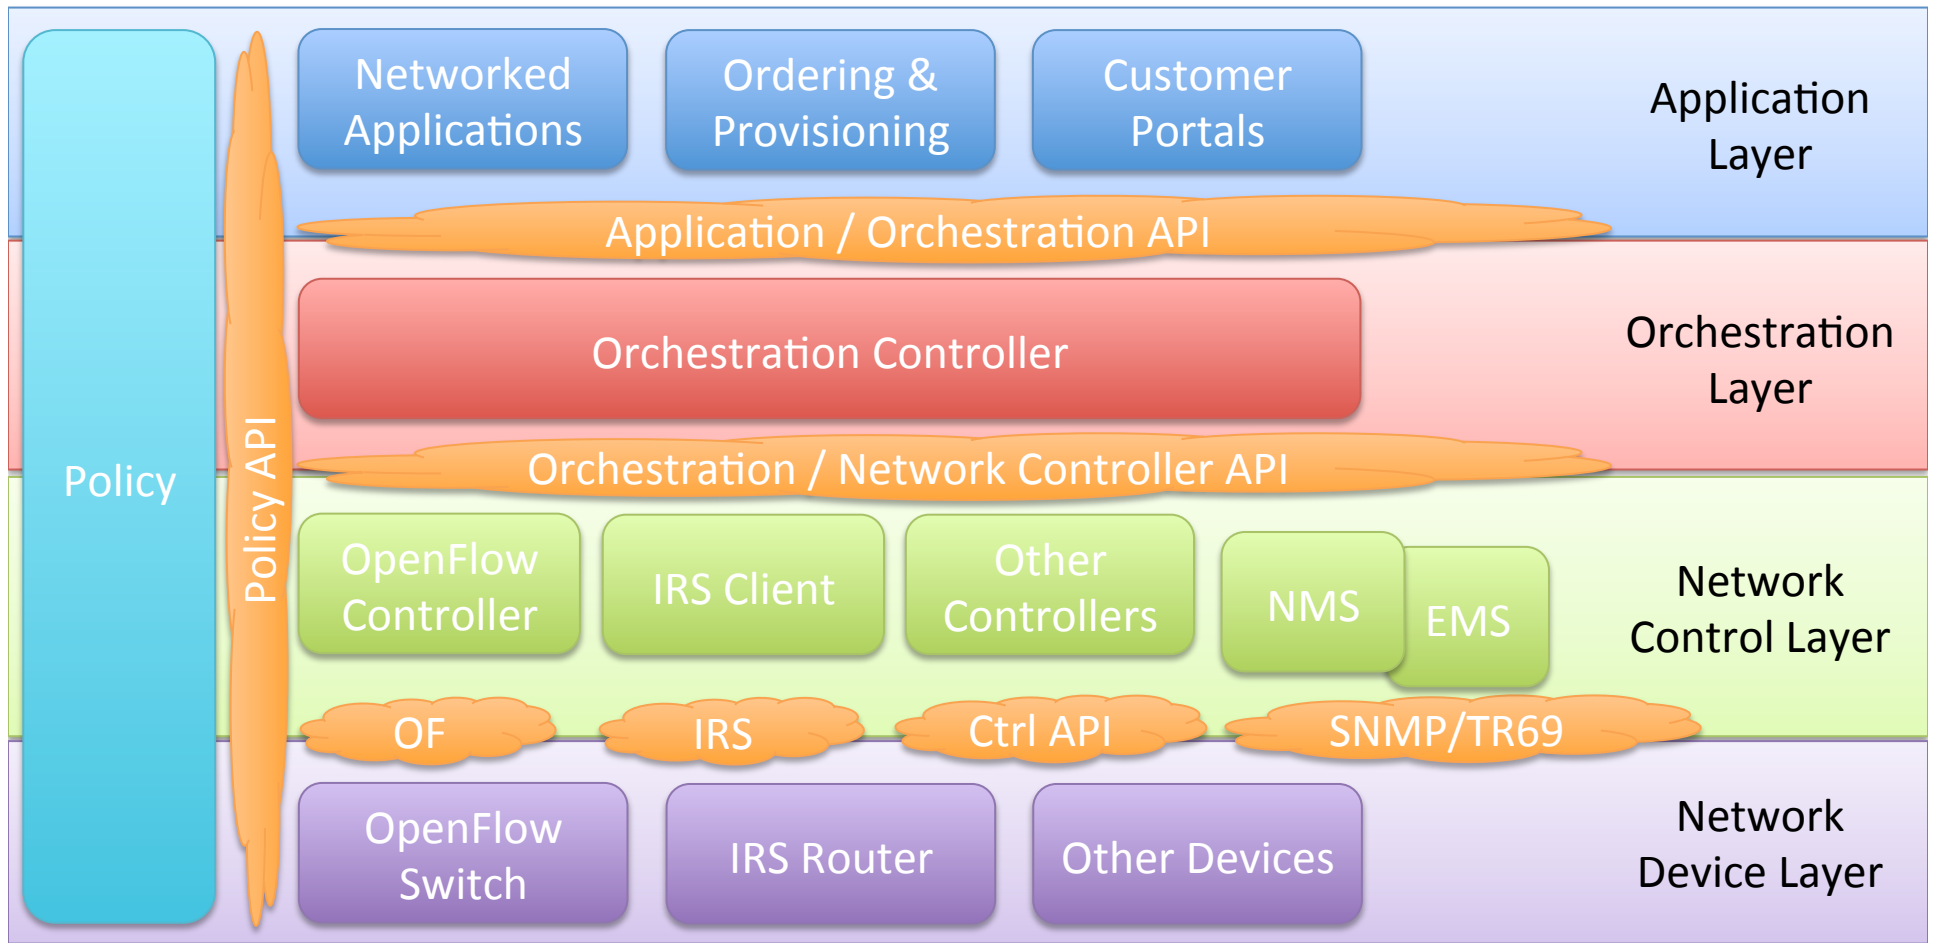 Policy
Policy API
Networked
Applications
Ordering &
Provisioning
Customer
Portals
Application
Layer
Application / Orchestration API
Orchestration Controller
Orchestration
Layer
Orchestration / Network Controller API
OpenFlow
Controller
IRS Client
Other
Controllers
NMS
EMS
Network
Control Layer
OF
IRS
Ctrl API
SNMP/TR69
OpenFlow
Switch
IRS Router
Other Devices
Network
Device Layer